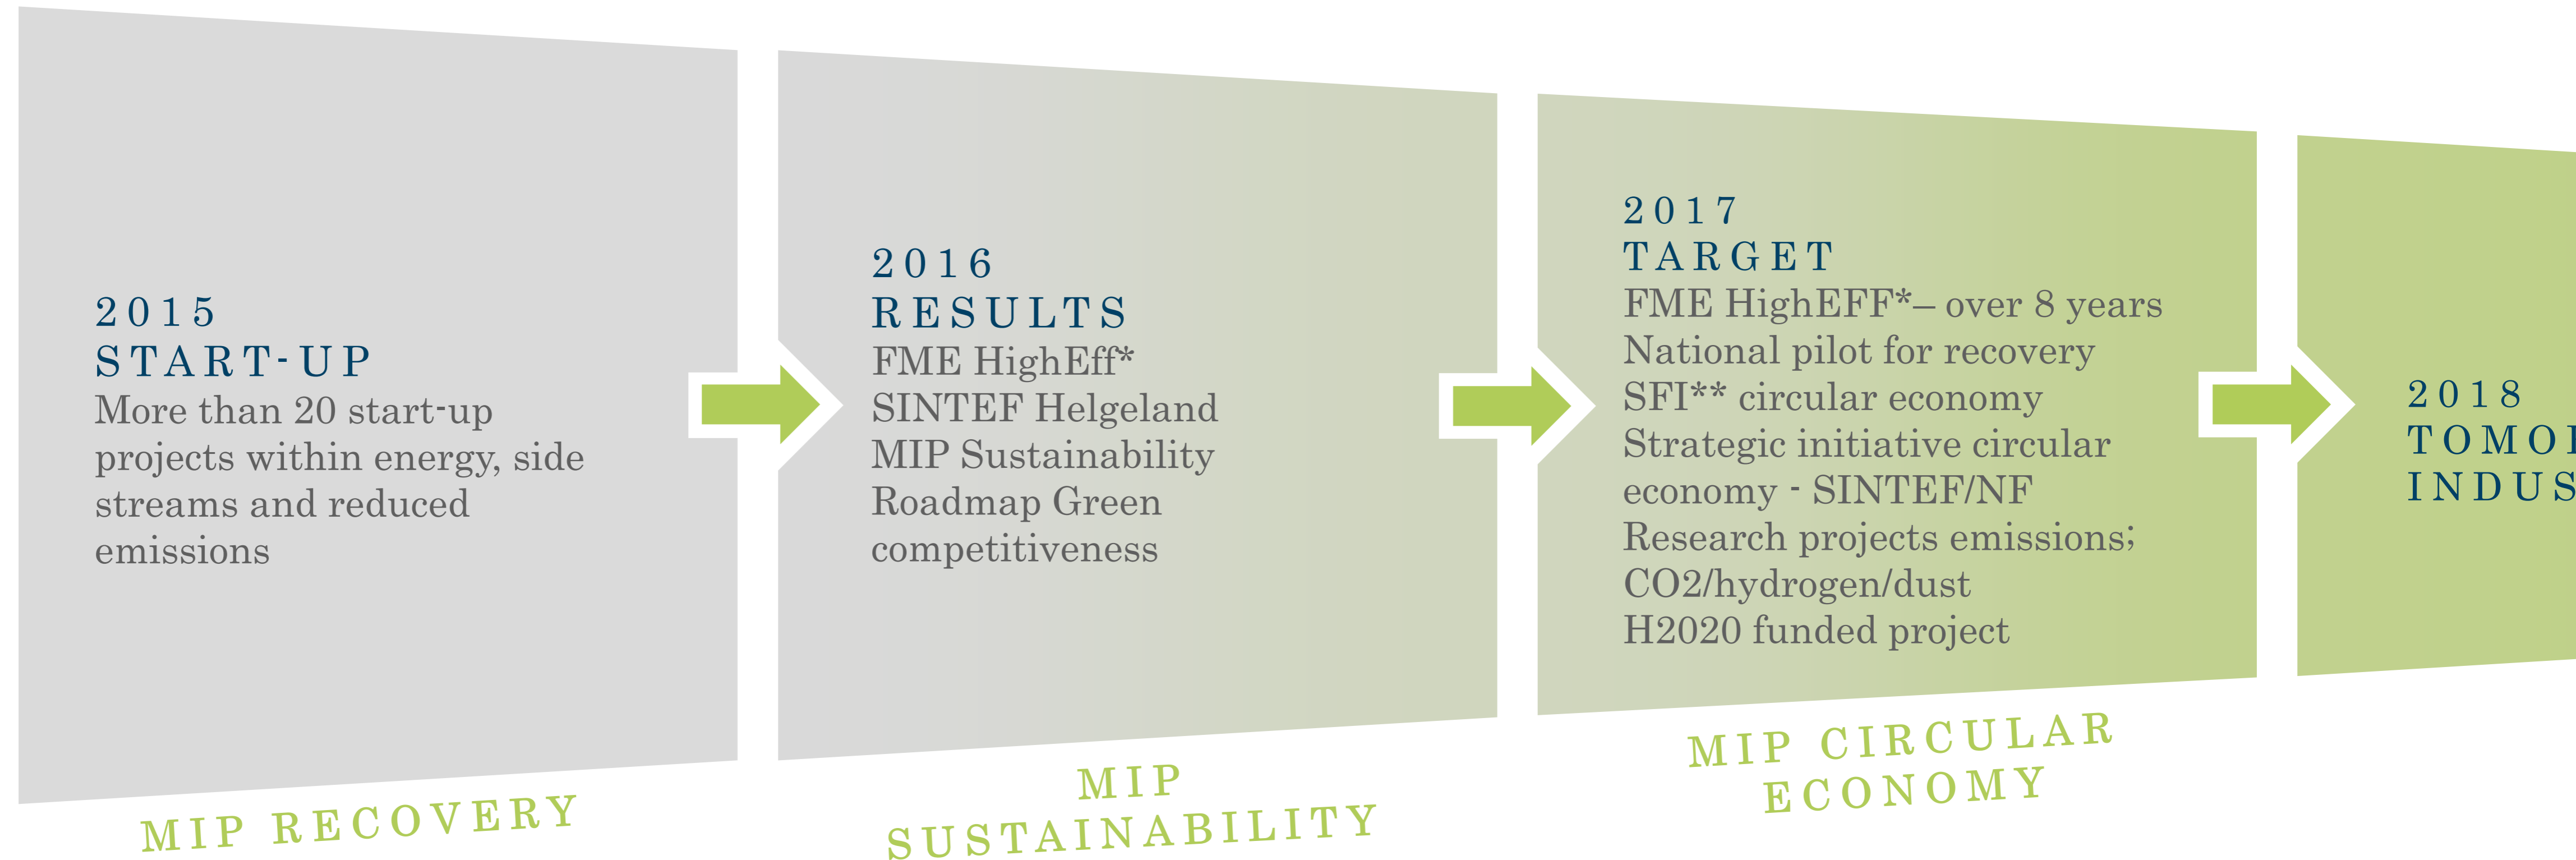 2015
START-UP
More than 20 start-up
projects within energy, side
streams and reduced
emissions
MIP RECOVERY
2016
RESULTS
FME HighEff*
SINTEF Helgeland
MIP Sustainability
Roadmap Green
competitiveness
MIP
SUSTAINABILITY
2017
TARGET
FME HighEFF*– over 8 years
National pilot for recovery
SFI** circular economy
Strategic initiative circular
economy - SINTEF/NF
Research projects emissions;
CO2/hydrogen/dust
H2020 funded project
MIP CIRCULAR
ECONOMY
2018